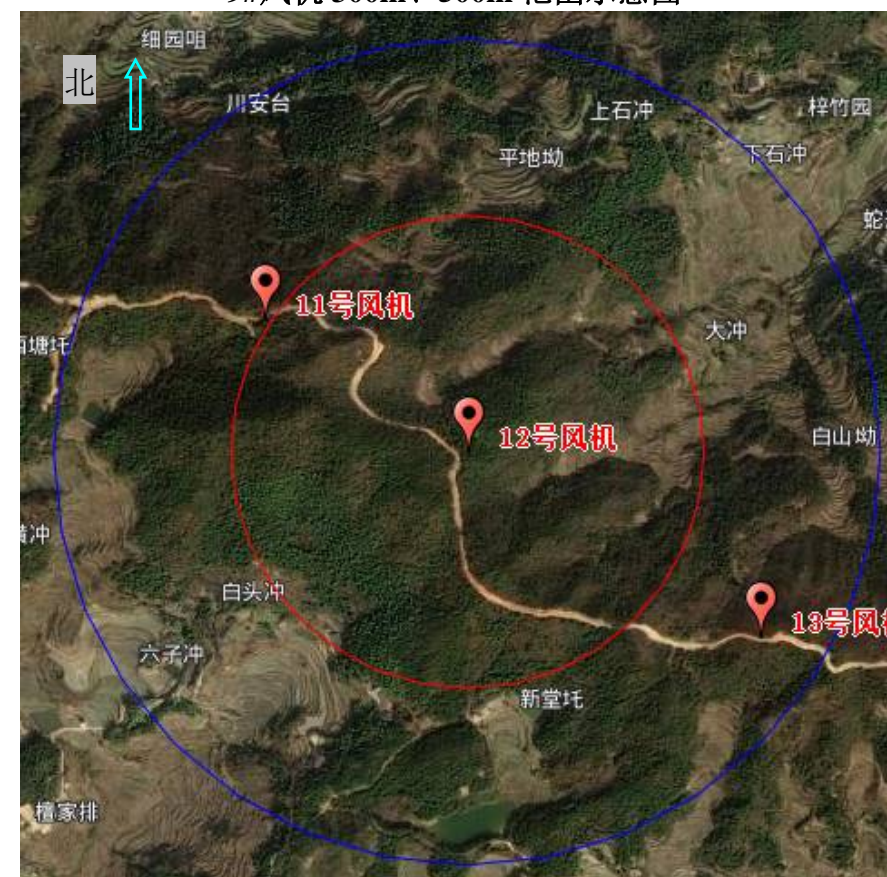 细园咀
北
川安台
上石冲
梓竹园
平地坳
下石冲
11号风机
大冲
12号风机
白山坳
白头冲
13号风机
六子冲
新堂圫
檀家排